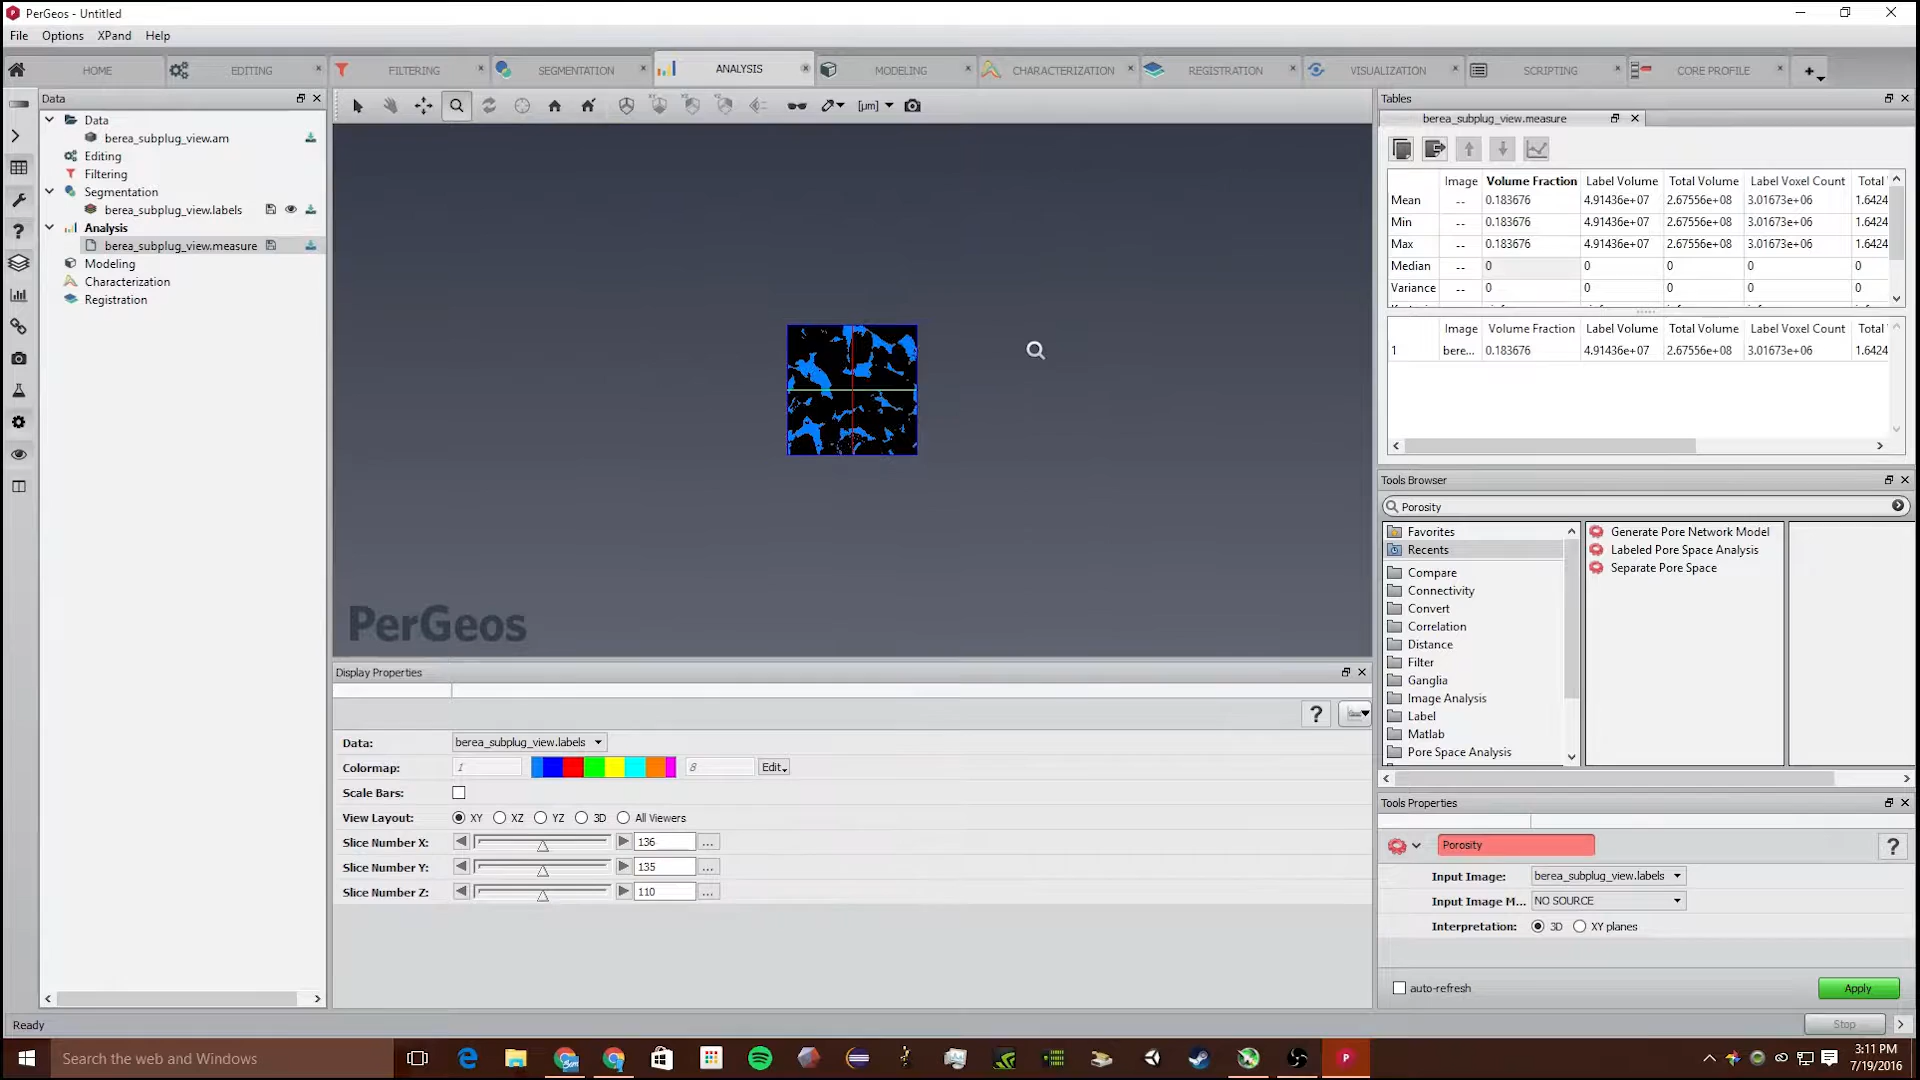 PerGeos - Untitled
File Options XPand Help
HOME EDITING FILTERING SEGMENTATION ANALYSIS MODELING CHARACTERIZATION REGISTRATION VISUALIZATION SCRIPTING CORE PROFILE
Data
Data
berea_subplug_view.am
Editing
Filtering
Segmentation
berea_subplug_view.labels
Analysis
berea_subplug_view.measure
Modeling
Characterization
Registration
[µm]
PerGeos
Display Properties
?
Data: berea_subplug_view.labels
Colormap: 1 8 Edit
Scale Bars:
View Layout: XY XZ YZ 3D All Viewers
Slice Number X: 136 ...
Slice Number Y: 135 ...
Slice Number Z: 110 ...
Tables
berea_subplug_view.measure
Image Volume Fraction Label Volume Total Volume Label Voxel Count Total
Mean -- 0.183676 4.91436e+07 2.67556e+08 3.01673e+06 1.6424
Min -- 0.183676 4.91436e+07 2.67556e+08 3.01673e+06 1.6424
Max -- 0.183676 4.91436e+07 2.67556e+08 3.01673e+06 1.6424
Median -- 0 0 0 0 0
Variance -- 0 0 0 0 0
Image Volume Fraction Label Volume Total Volume Label Voxel Count Total
1 bere... 0.183676 4.91436e+07 2.67556e+08 3.01673e+06 1.6424
Tools Browser
Porosity
Favorites
Recents
Compare
Connectivity
Convert
Correlation
Distance
Filter
Ganglia
Image Analysis
Label
Matlab
Pore Space Analysis
Generate Pore Network Model
Labeled Pore Space Analysis
Separate Pore Space
Tools Properties
Porosity ?
Input Image: berea_subplug_view.labels
Input Image M... NO SOURCE
Interpretation: 3D XY planes
auto-refresh Apply
Ready Stop
Search the web and Windows
3:11 PM
7/19/2016